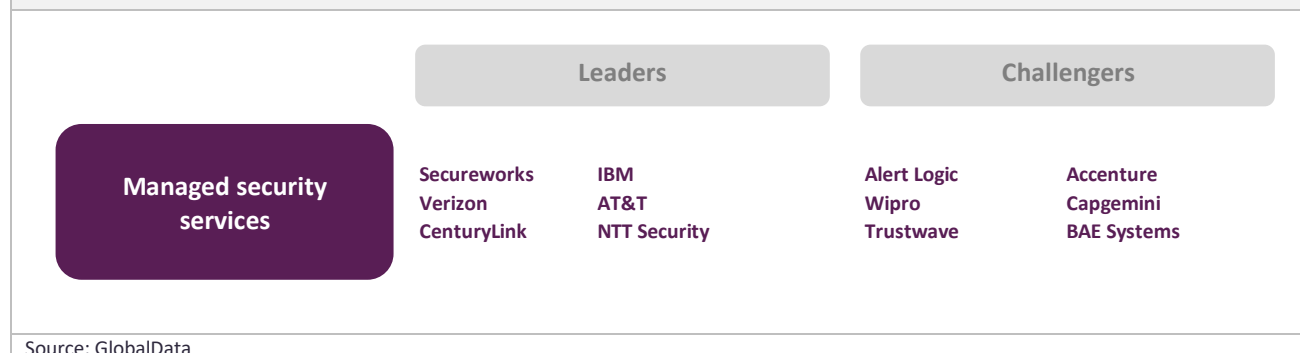 Leaders
Challengers
Managed security
services
Secureworks
Verizon
CenturyLink
IBM
AT&T
NTT Security
Alert Logic
Wipro
Trustwave
Accenture
Capgemini
BAE Systems
Source: GlobalData